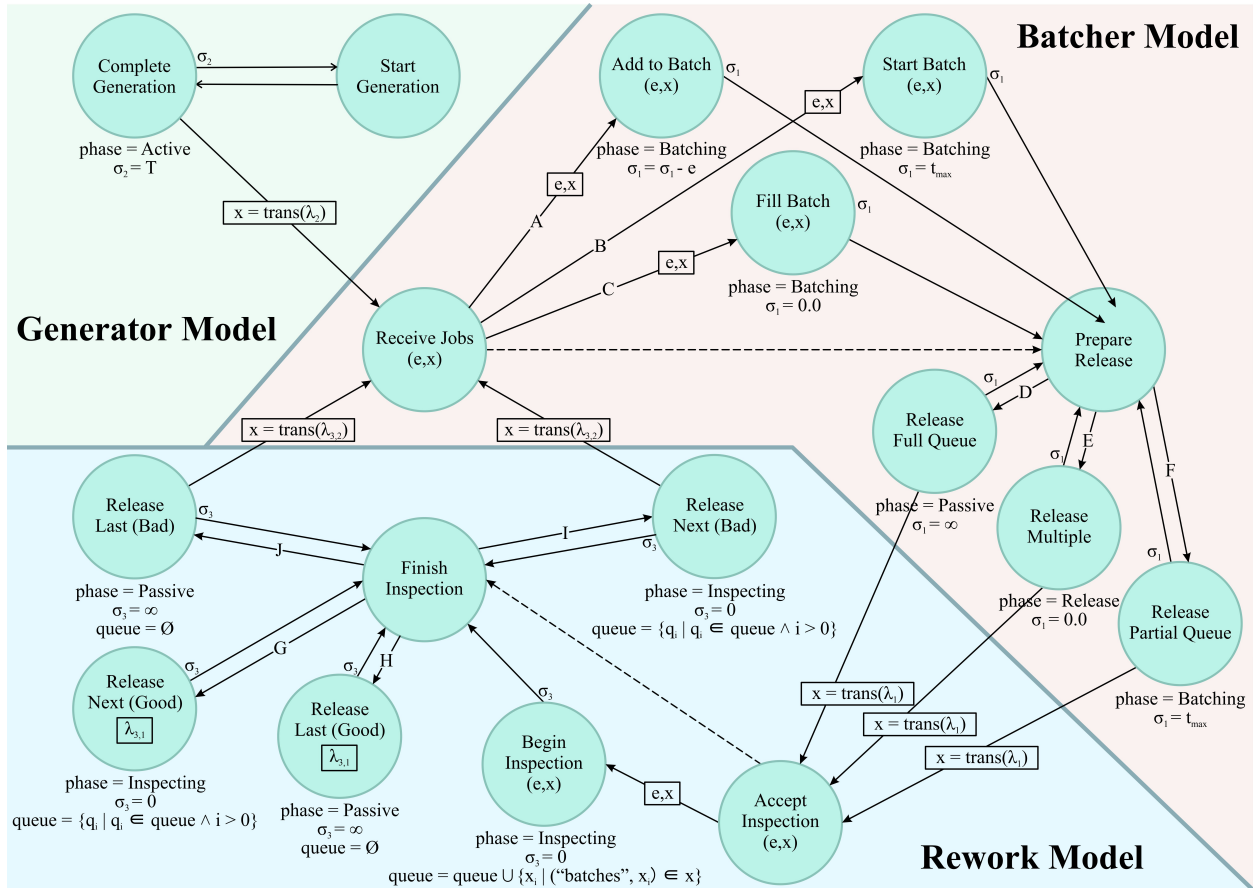 Batcher Model
Complete
Generation
σ₂
Start
Generation
phase = Active
σ₂ = T
x = trans(λ₂)
Generator Model
Add to Batch
(e,x)
σ₁
phase = Batching
σ₁ = σ₁ - e
Start Batch
(e,x)
σ₁
phase = Batching
σ₁ = tₘₐₓ
e,x
e,x
Fill Batch
(e,x)
σ₁
phase = Batching
σ₁ = 0.0
A
B
C
e,x
Receive Jobs
(e,x)
Prepare
Release
σ₁
D
Release
Full Queue
phase = Passive
σ₁ = ∞
E
σ₁
Release
Multiple
phase = Release
σ₁ = 0.0
F
σ₁
Release
Partial Queue
phase = Batching
σ₁ = tₘₐₓ
x = trans(λ₃,₂)
x = trans(λ₃,₂)
Release
Last (Bad)
σ₃
J
phase = Passive
σ₃ = ∞
queue = Ø
Finish
Inspection
I
Release
Next (Bad)
σ₃
phase = Inspecting
σ₃ = 0
queue = {qᵢ | qᵢ ∈ queue ∧ i > 0}
σ₃
G
Release
Next (Good)
λ₃,₁
phase = Inspecting
σ₃ = 0
queue = {qᵢ | qᵢ ∈ queue ∧ i > 0}
σ₃
H
Release
Last (Good)
λ₃,₁
phase = Passive
σ₃ = ∞
queue = Ø
σ₃
Begin
Inspection
(e,x)
phase = Inspecting
σ₃ = 0
queue = queue ∪ {xᵢ | (“batches”, xᵢ) ∈ x}
e,x
x = trans(λ₁)
x = trans(λ₁)
x = trans(λ₁)
Accept
Inspection
(e,x)
Rework Model